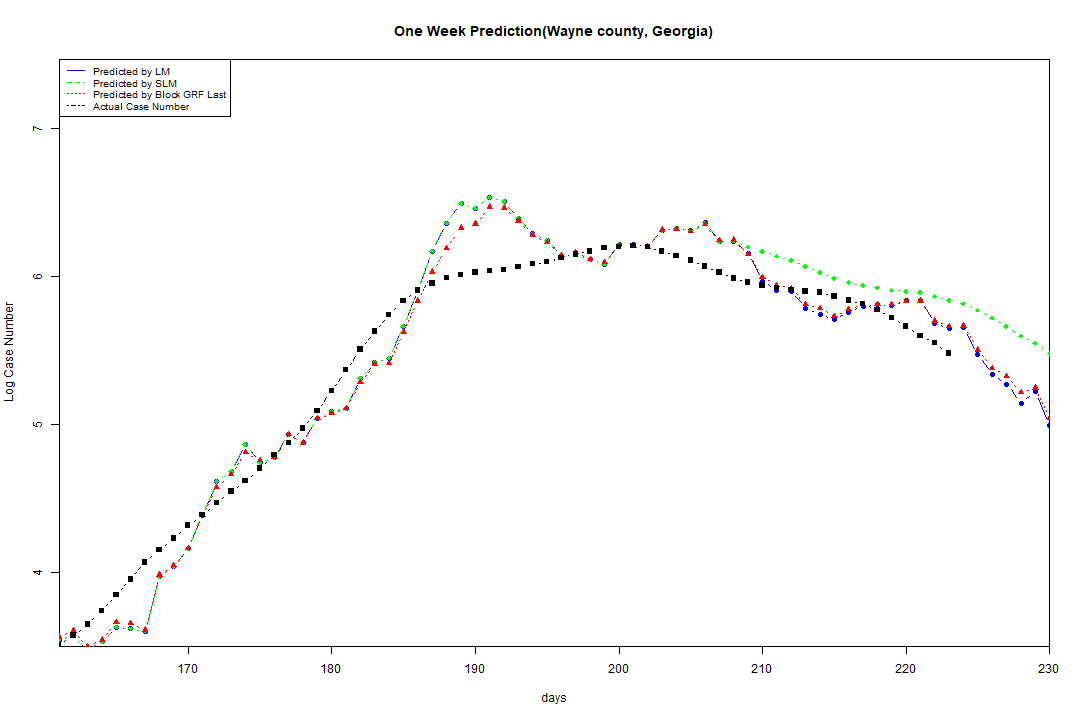 One Week Prediction(Wayne county, Georgia)
Predicted by LM
Predicted by SLM
Predicted by Block GRF Last
Actual Case Number
7
6
5
4
Log Case Number
170 180 190 200 210 220 230
days